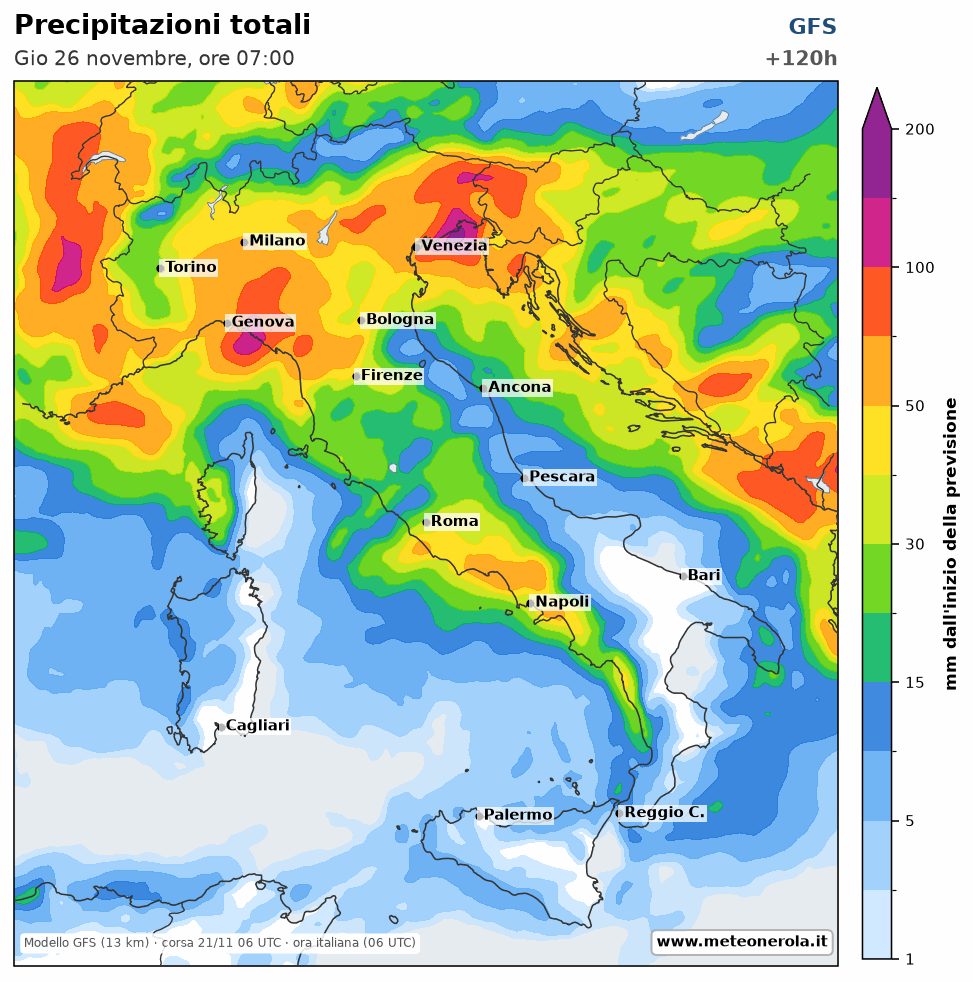 Precipitazioni totali
GFS
Gio 26 novembre, ore 07:00
+120h
200
100
50
30
15
5
1
mm dall'inizio della previsione
Milano
Venezia
Torino
Genova
Bologna
Firenze
Ancona
Pescara
Roma
Bari
Napoli
Cagliari
Palermo
Reggio C.
Modello GFS (13 km) · corsa 21/11 06 UTC · ora italiana (06 UTC)
www.meteonerola.it